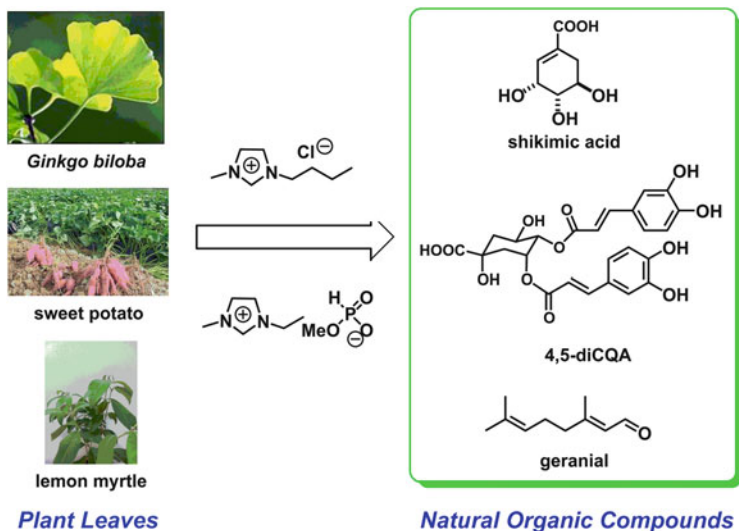 Ginkgo biloba
sweet potato
lemon myrtle
Plant Leaves
Cl⊖
N ⊕ N
N ⊕ N
H O
P
MeO O
⊖
COOH
HO OH
OH
shikimic acid
OH
OH
OH
O
O
HOOC
OH
O
O
OH
OH
4,5-diCQA
O
geranial
Natural Organic Compounds